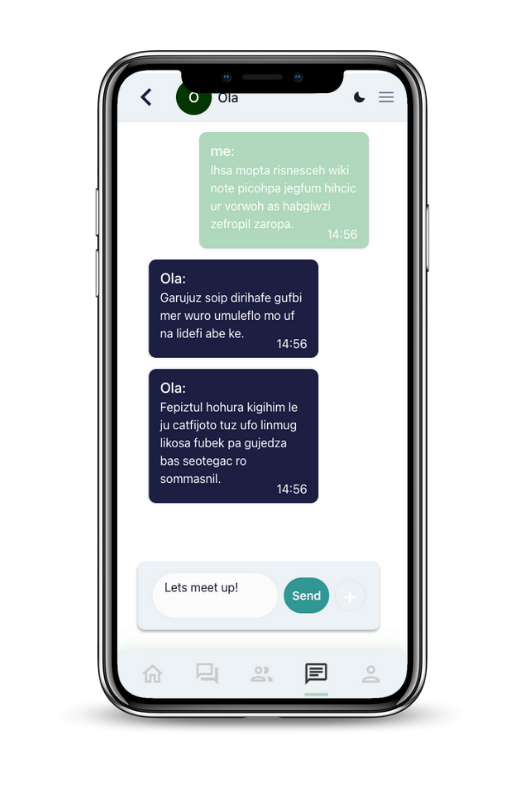 O Ola
me:
Ihsa mopta risnesceh wiki
note picohpa jegfum hihcic
ur vorwoh as habgiwzi
zefropil zaropa.
14:56
Ola:
Garujuz soip dirihafe gufbi
mer wuro umuleflo mo uf
na lidefi abe ke.
14:56
Ola:
Fepiztul hohura kigihim le
ju catfijoto tuz ufo linmug
likosa fubek pa gujedza
bas seotegac ro
sommasnil.
14:56
Lets meet up!
Send
+